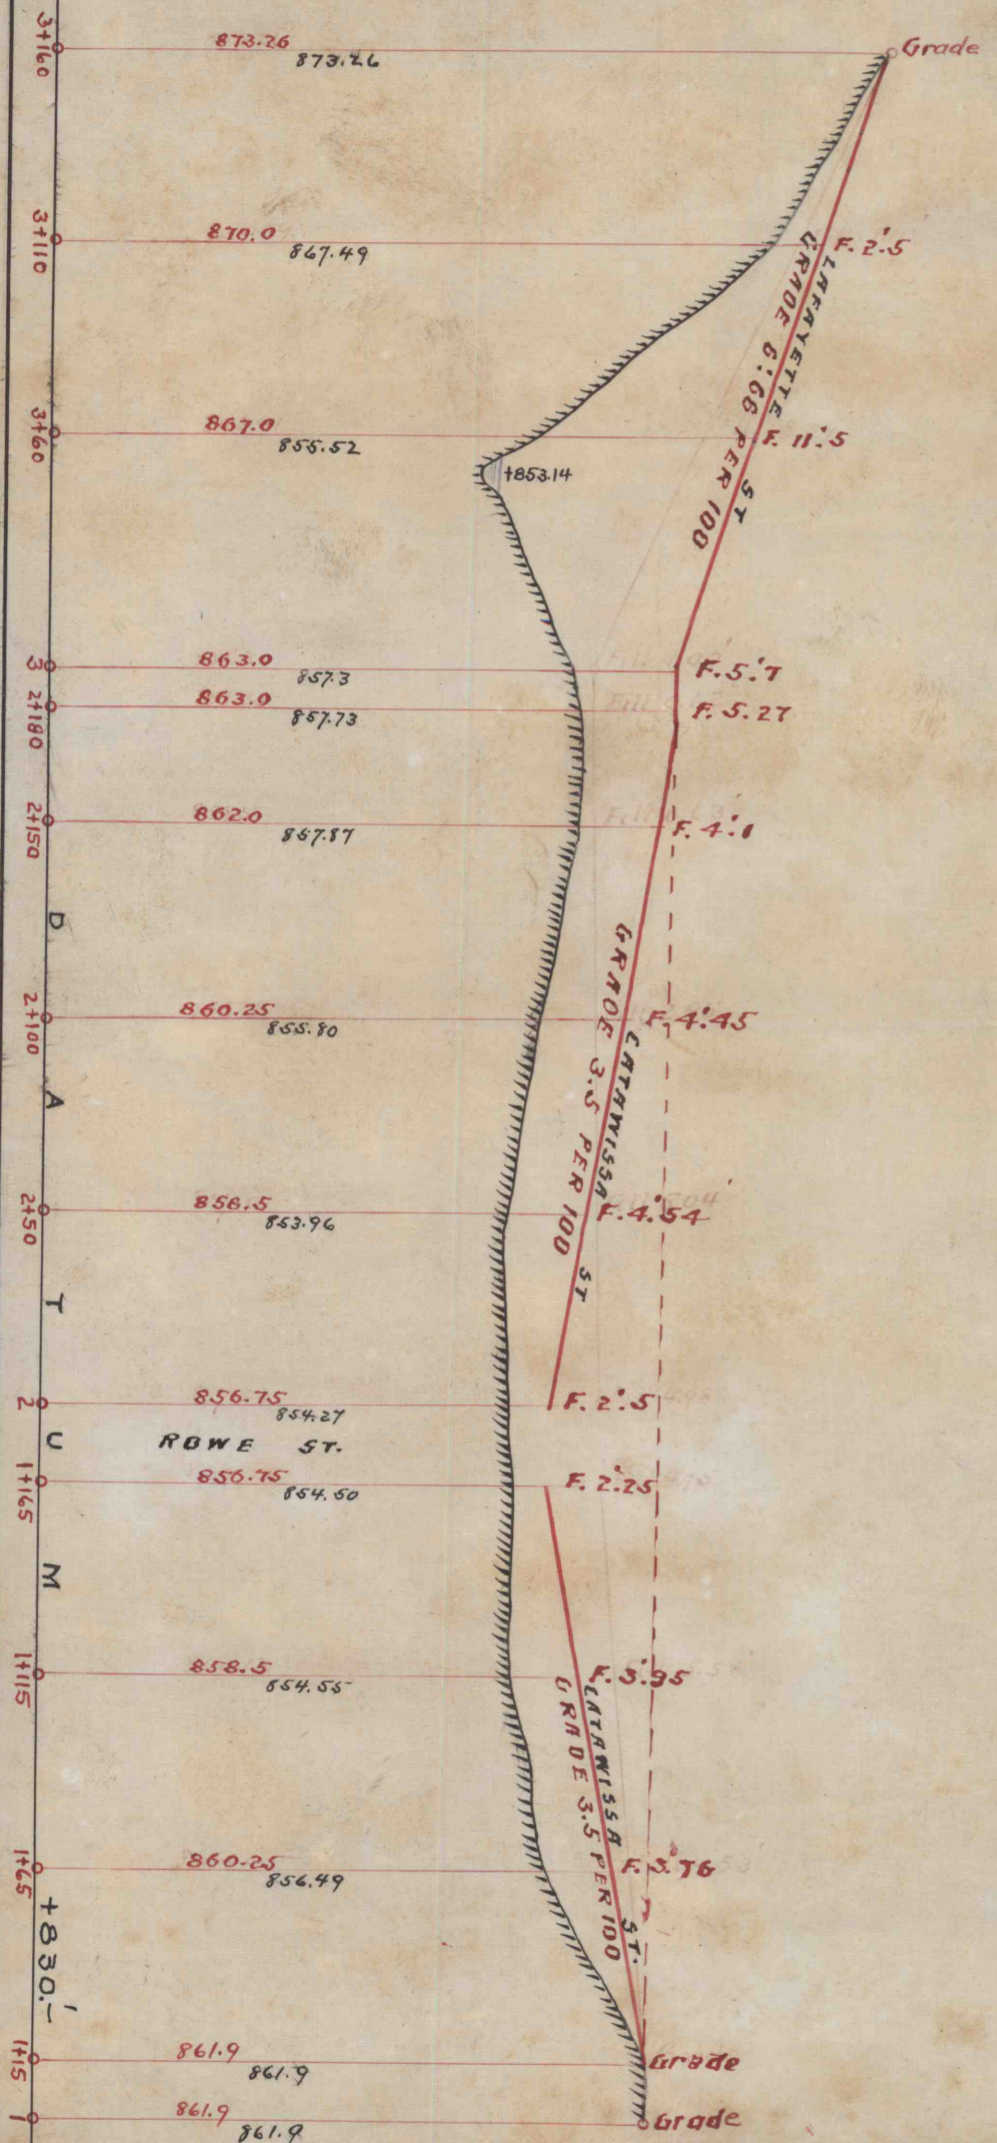 3+160
873.26
873.26
Grade
3+110
870.0
867.49
F. 2'.5
LAFAYETTE ST
GRADE 6'.66 PER 100
3+60
867.0
855.52
F. 11'.5
+853.14
3
863.0
857.3
F. 5'.7
2+180
863.0
857.73
F. 5.27
2+150
862.0
857.87
F. 4'.1
2+100
860.25
855.80
F. 4'.45
CATAWISSA ST
GRADE 3.5 PER 100
2+50
858.5
853.96
F. 4'.54
2
856.75
854.27
F. 2'.5
ROWE ST.
1+165
856.75
854.50
F. 2'.25
1+115
858.5
854.55
F. 3'.95
CATAWISSA ST.
GRADE 3.5 PER 100
1+65
860.25
856.49
F. 3'.76
1+15
861.9
861.9
Grade
1
861.9
861.9
Grade
DATUM +830.'